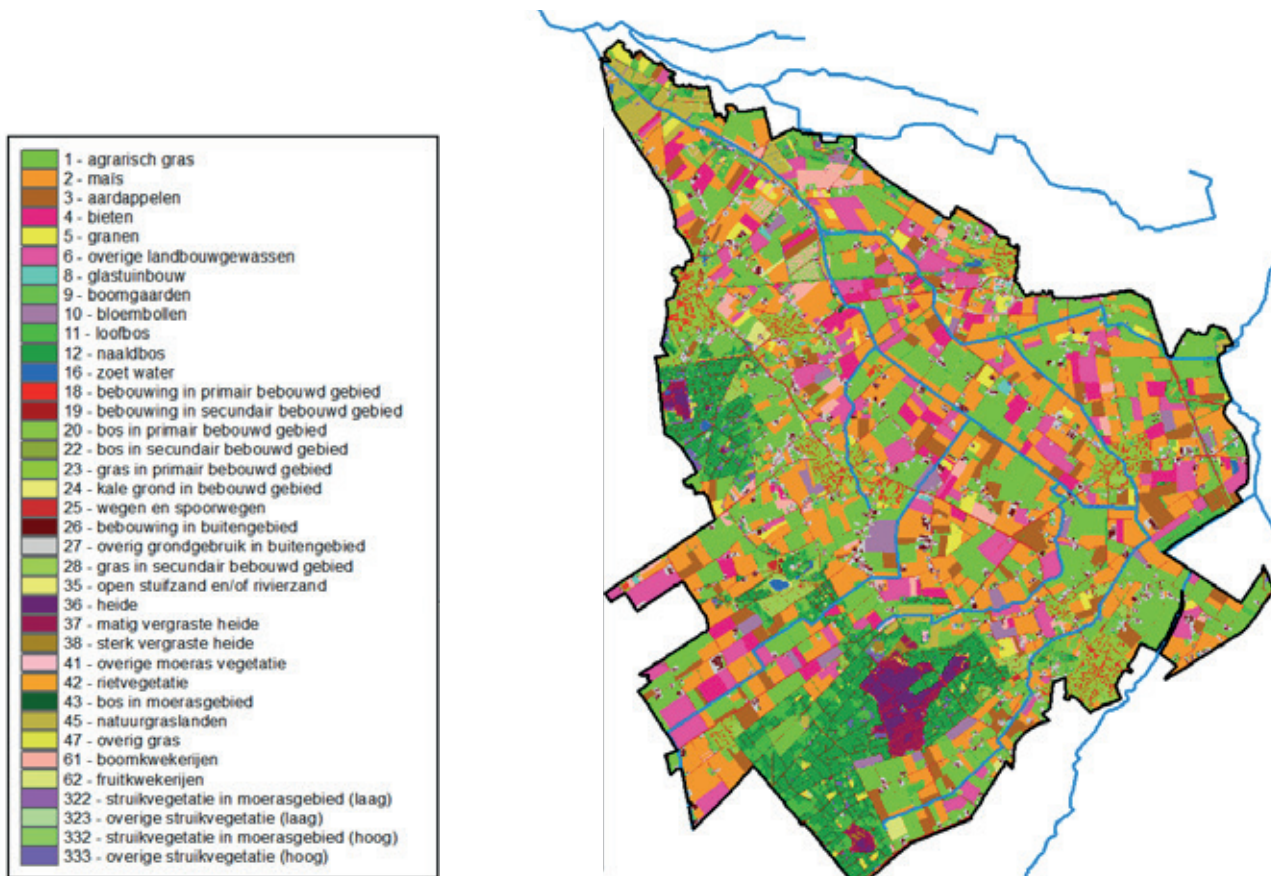 1 - agrarisch gras
2 - maïs
3 - aardappelen
4 - bieten
5 - granen
6 - overige landbouwgewassen
8 - glastuinbouw
9 - boomgaarden
10 - bloembollen
11 - loofbos
12 - naaldbos
16 - zoet water
18 - bebouwing in primair bebouwd gebied
19 - bebouwing in secundair bebouwd gebied
20 - bos in primair bebouwd gebied
22 - bos in secundair bebouwd gebied
23 - gras in primair bebouwd gebied
24 - kale grond in bebouwd gebied
25 - wegen en spoorwegen
26 - bebouwing in buitengebied
27 - overig grondgebruik in buitengebied
28 - gras in secundair bebouwd gebied
35 - open stuifzand en/of rivierzand
36 - heide
37 - matig vergraste heide
38 - sterk vergraste heide
41 - overige moeras vegetatie
42 - rietvegetatie
43 - bos in moerasgebied
45 - natuurgraslanden
47 - overig gras
61 - boomkwekerijen
62 - fruitkwekerijen
322 - struikvegetatie in moerasgebied (laag)
323 - overige struikvegetatie (laag)
332 - struikvegetatie in moerasgebied (hoog)
333 - overige struikvegetatie (hoog)